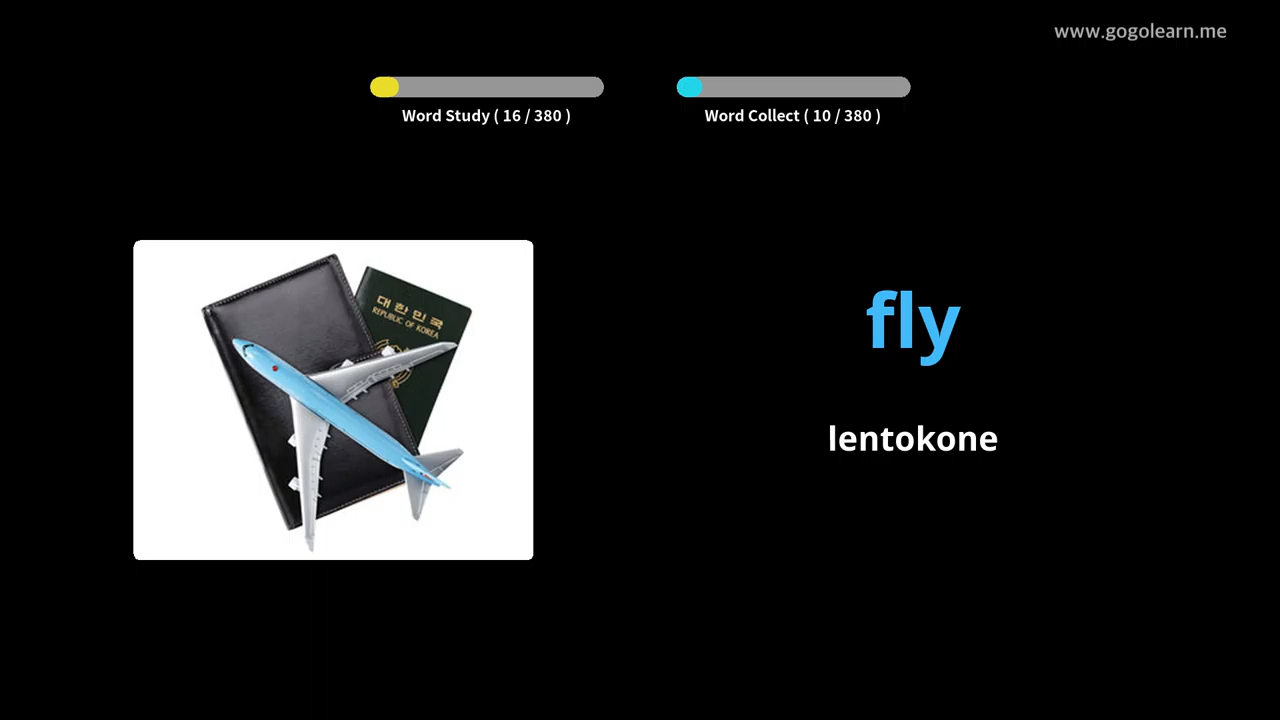 www.gogolearn.me
Word Study ( 16 / 380 )
Word Collect ( 10 / 380 )
대한민국
REPUBLIC OF KOREA
fly
lentokone